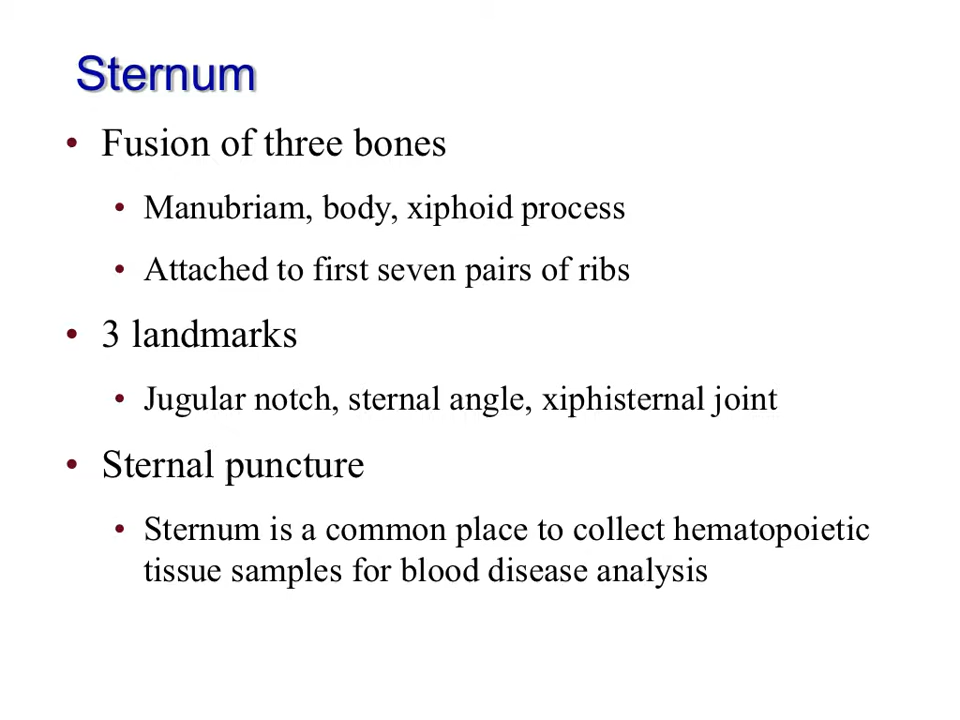 Sternum
• Fusion of three bones
• Manubriam, body, xiphoid process
• Attached to first seven pairs of ribs
• 3 landmarks
• Jugular notch, sternal angle, xiphisternal joint
• Sternal puncture
• Sternum is a common place to collect hematopoietic
tissue samples for blood disease analysis